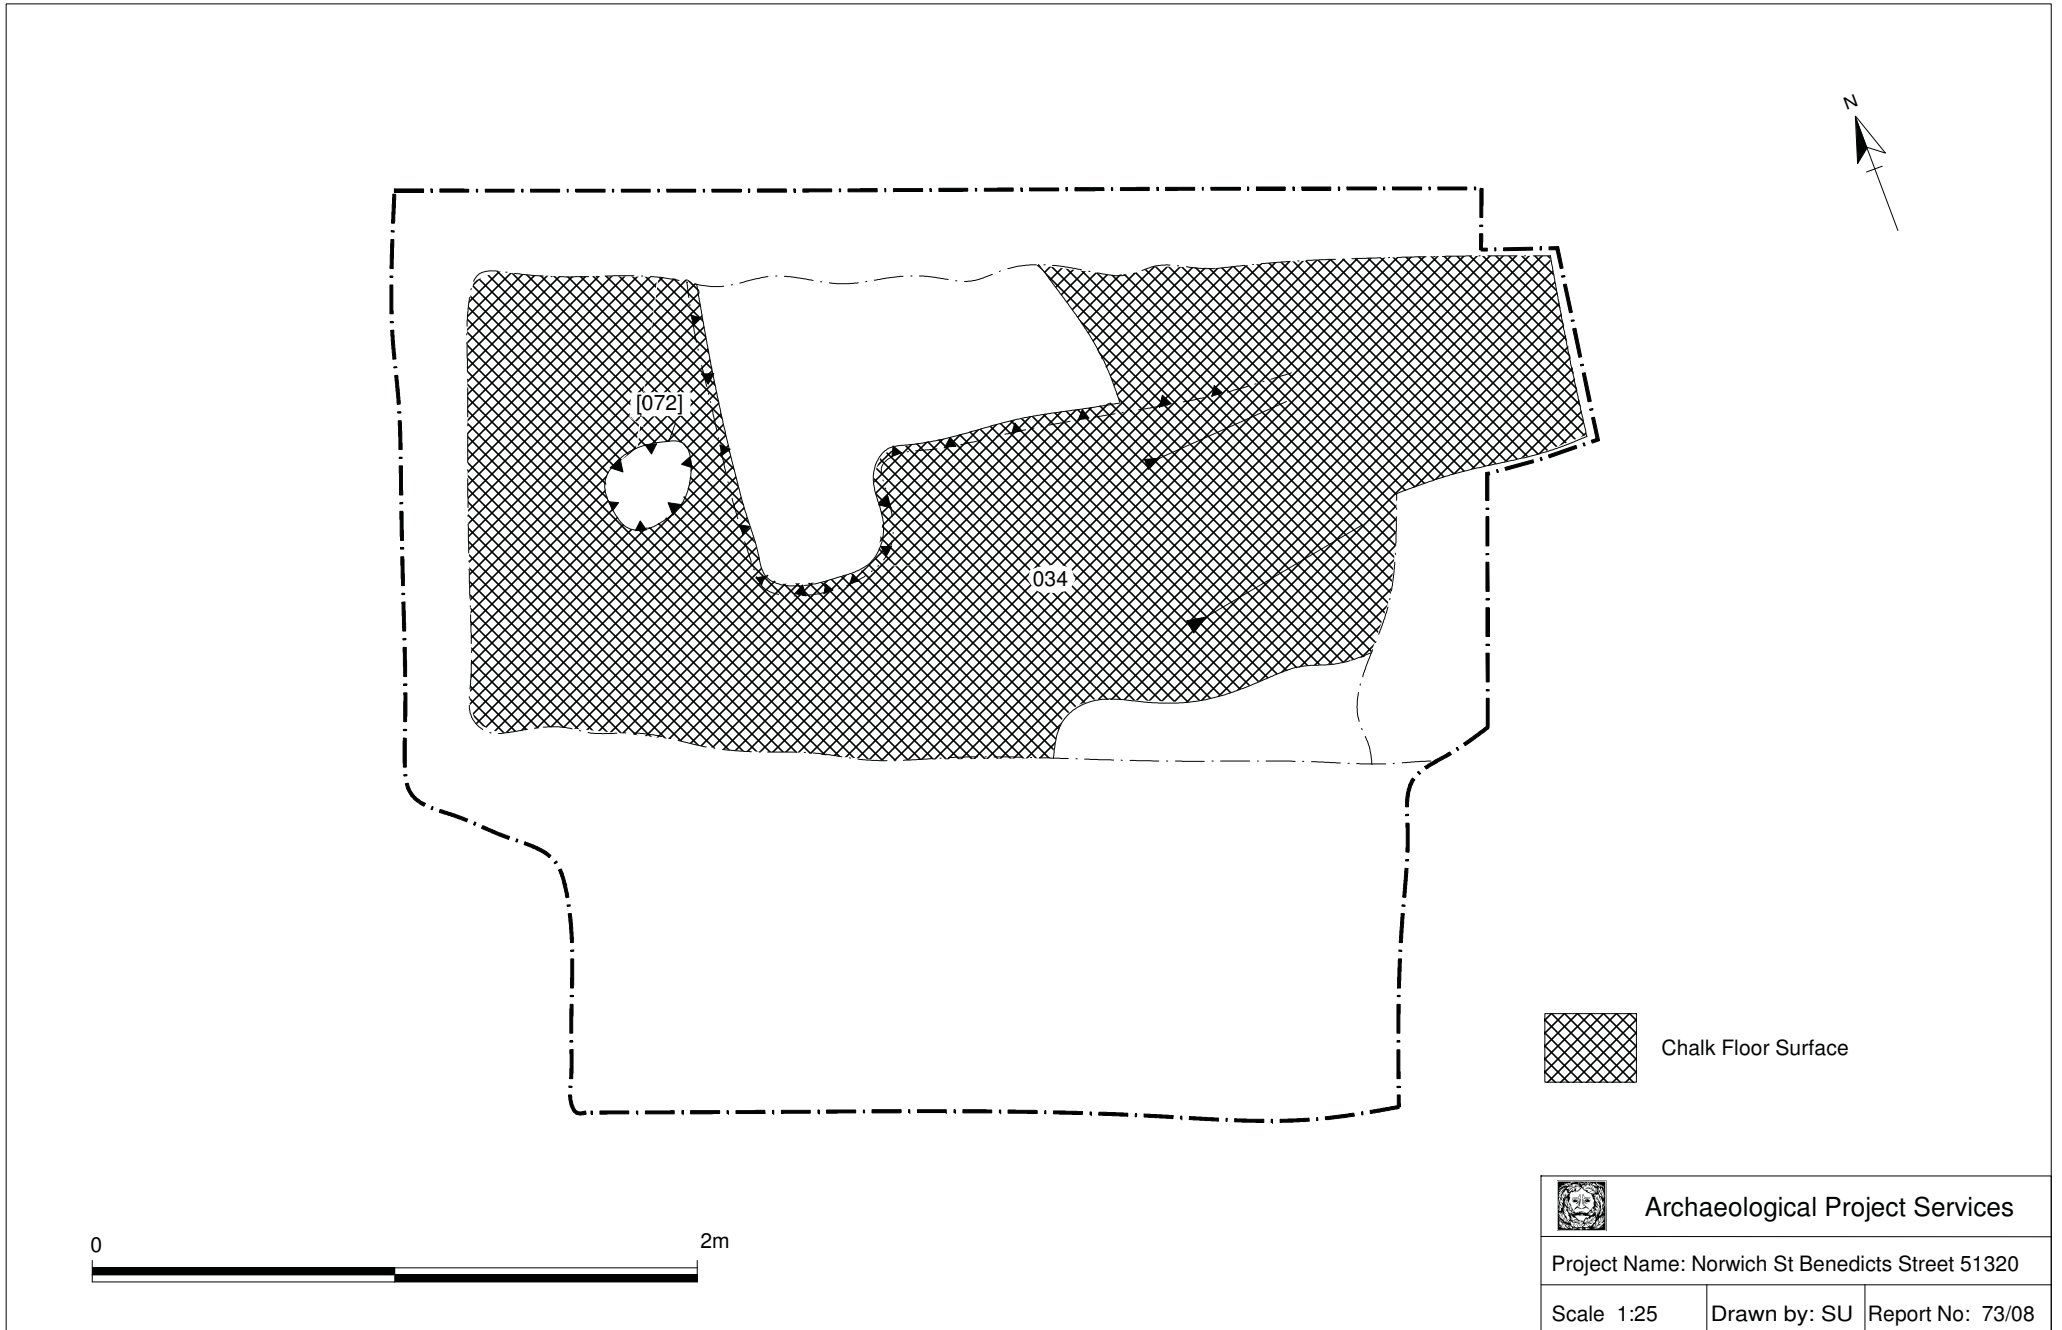 N
[072]
034
Chalk Floor Surface
0
2m
Archaeological Project Services
Project Name: Norwich St Benedicts Street 51320
Scale 1:25
Drawn by: SU
Report No: 73/08